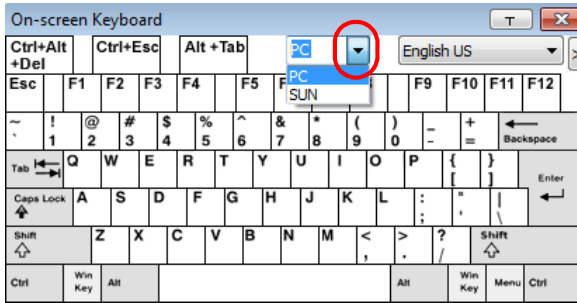 On-screen Keyboard T X
Ctrl+Alt +Del Ctrl+Esc Alt +Tab PC English US >
PC
SUN
Esc F1 F2 F3 F4 F5 F9 F10 F11 F12
~ ` ! 1 @ 2 # 3 $ 4 % 5 ^ 6 & 7 * 8 ( 9 ) 0 _ - + = Backspace
Tab Q W E R T Y U I O P { [ } ] Enter
Caps Lock A S D F G H J K L : ; " ' | \
Shift Z X C V B N M < , > . ? / Shift
Ctrl Win Key Alt Alt Win Key Menu Ctrl